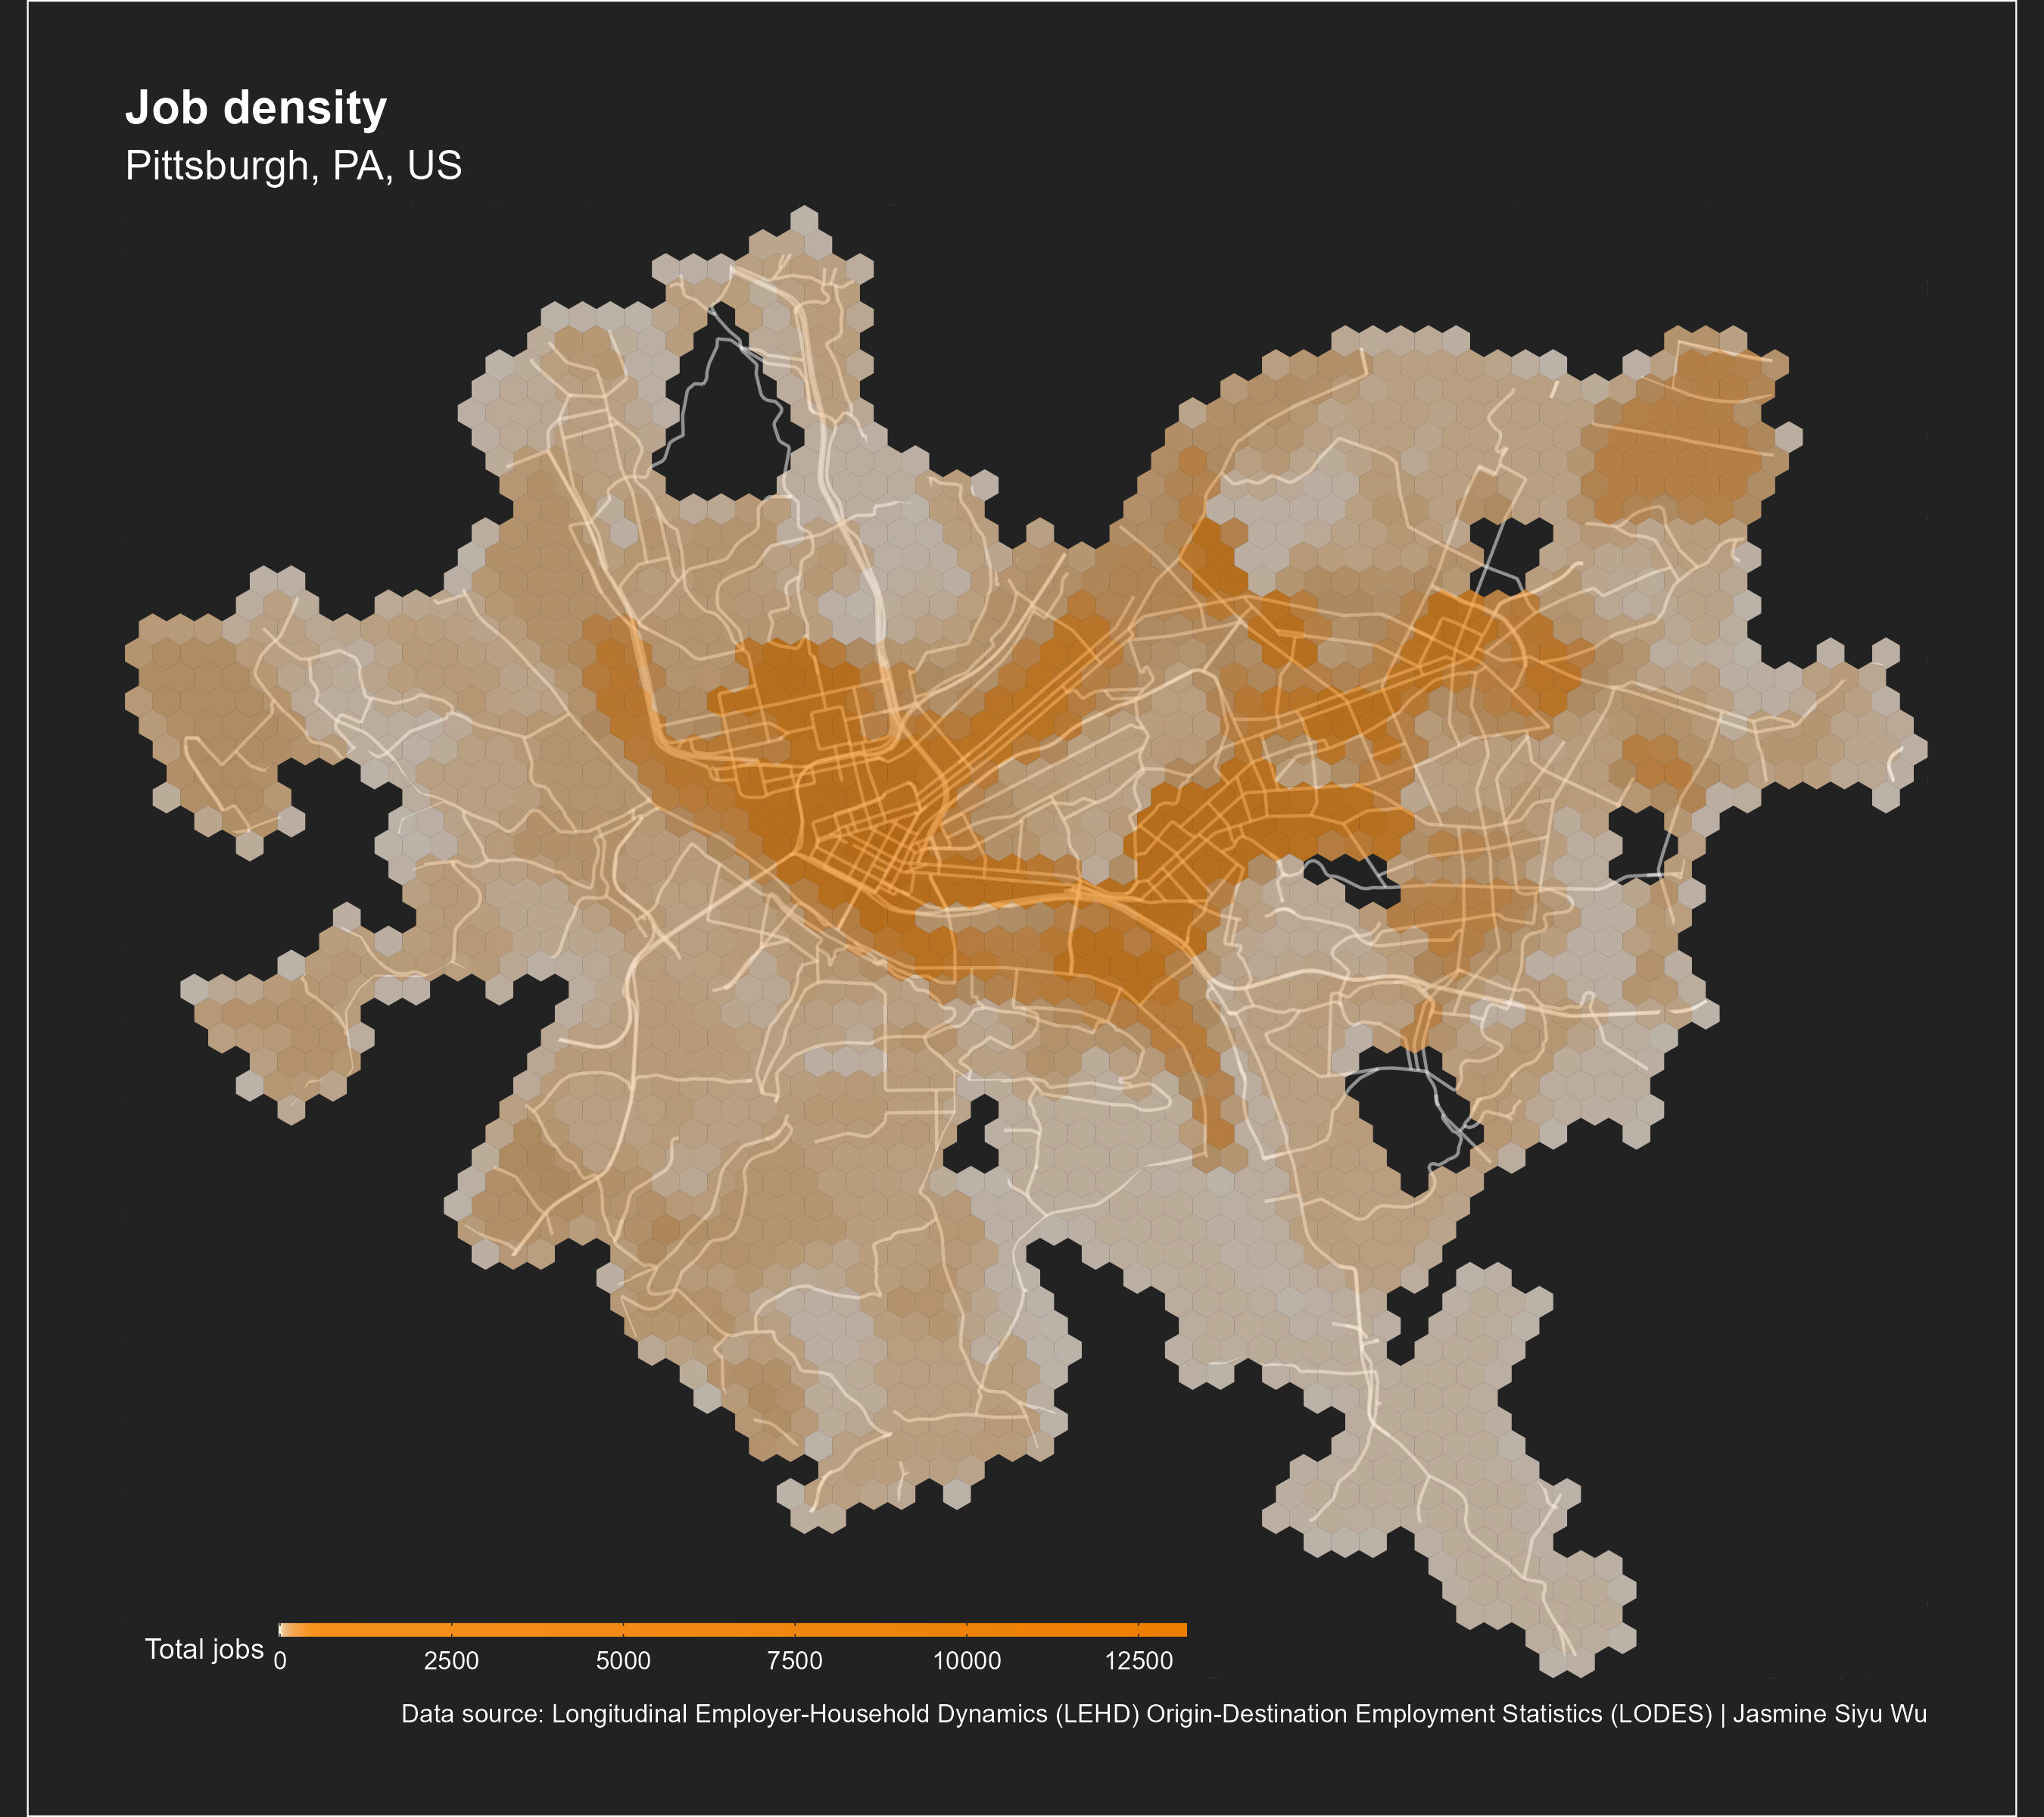 Job density
Pittsburgh, PA, US
Total jobs
0 2500 5000 7500 10000 12500
Data source: Longitudinal Employer-Household Dynamics (LEHD) Origin-Destination Employment Statistics (LODES) | Jasmine Siyu Wu